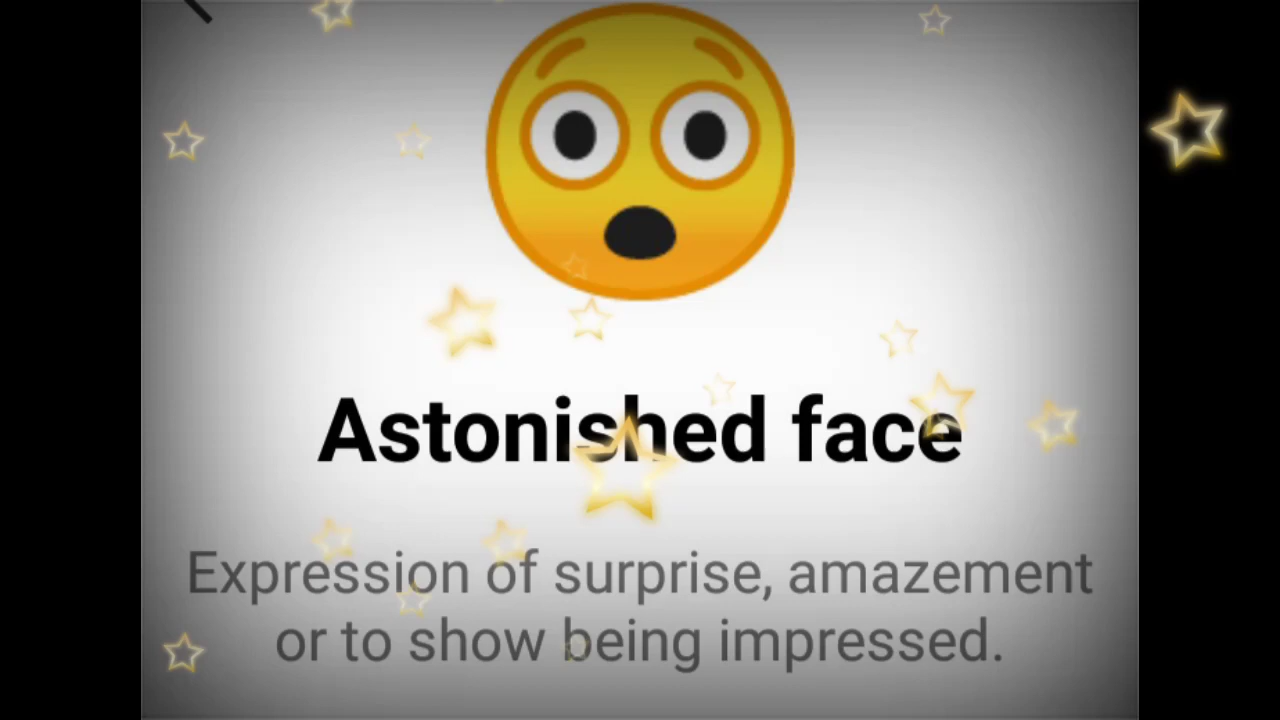 Astonished face
Expression of surprise, amazement
or to show being impressed.